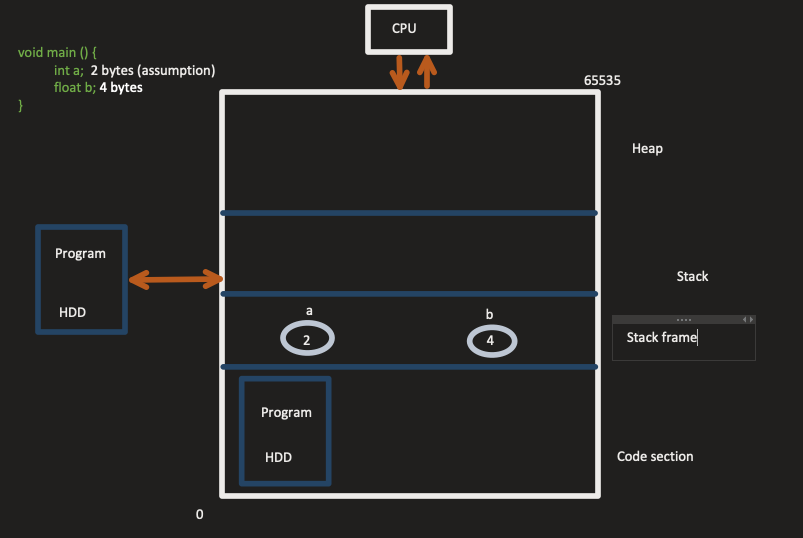 CPU
void main () {
int a; 2 bytes (assumption)
float b; 4 bytes
}
65535
Heap
Program
HDD
Stack
a
b
2
4
Stack frame
Program
HDD
Code section
0